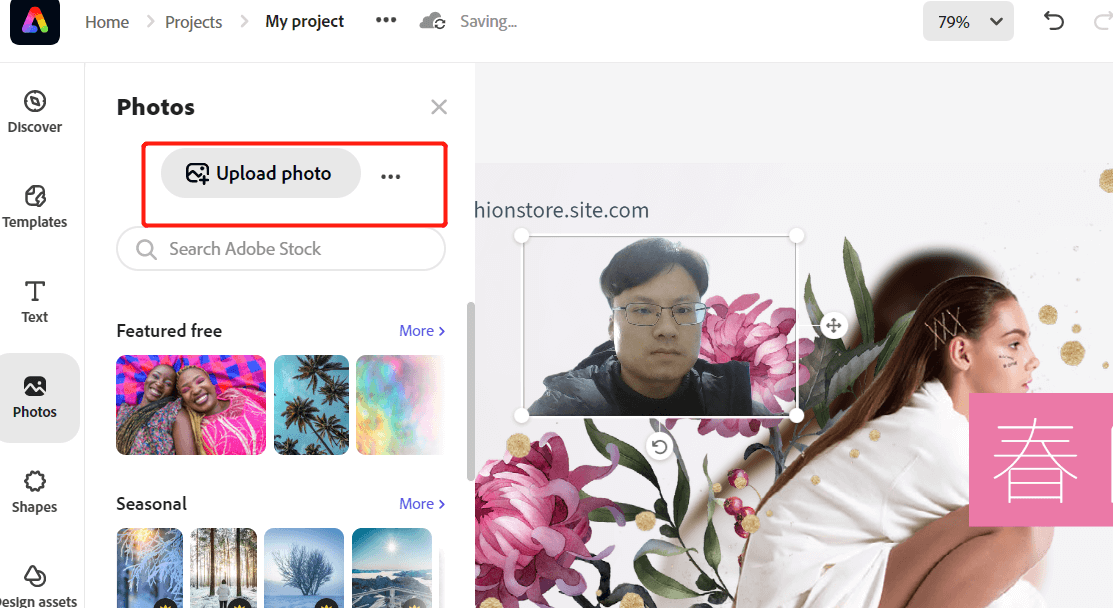 Home
Projects
My project
•••
Saving...
79%
Discover
Templates
Text
Photos
Shapes
Design assets
Photos
Upload photo
•••
Search Adobe Stock
Featured free
More
Seasonal
More
hionstore.site.com
春